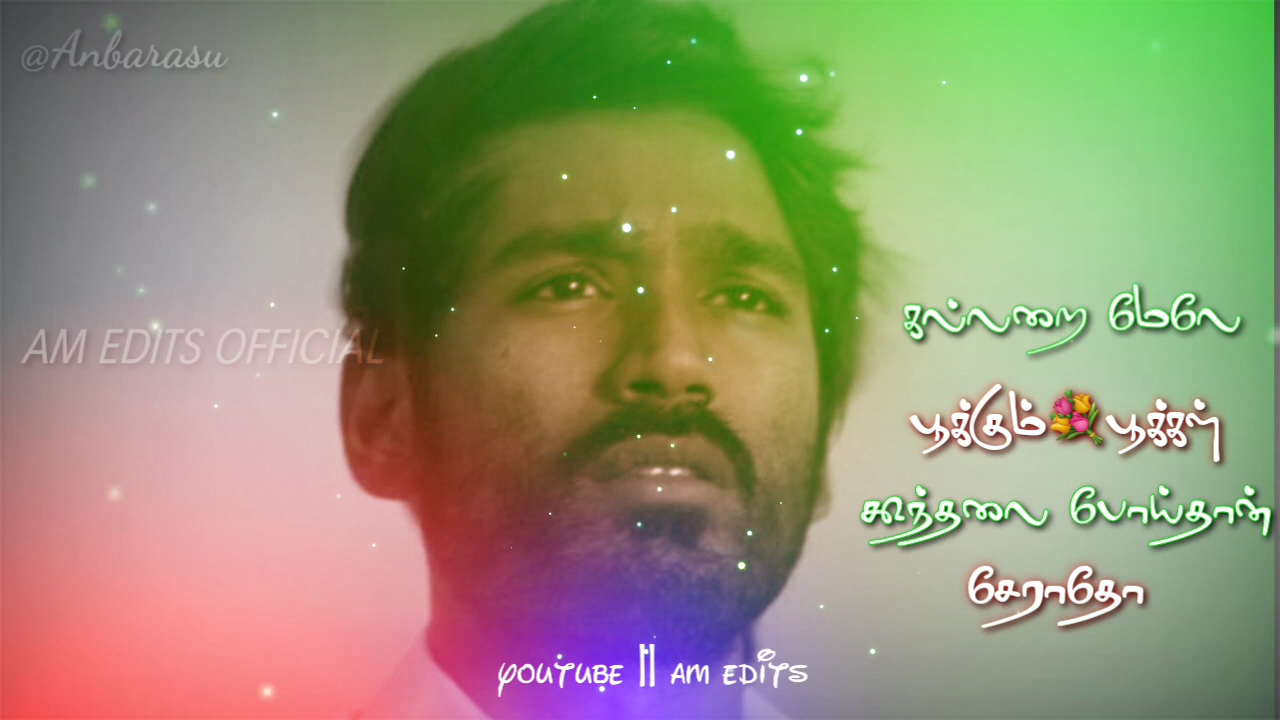 @Anbarasu
AM EDITS OFFICIAL
கல்லறை மேலே
பூக்கும்💐பூக்கள்
கூந்தலை போய்தான்
சேராதோ
YOUTUBE || AM EDITS